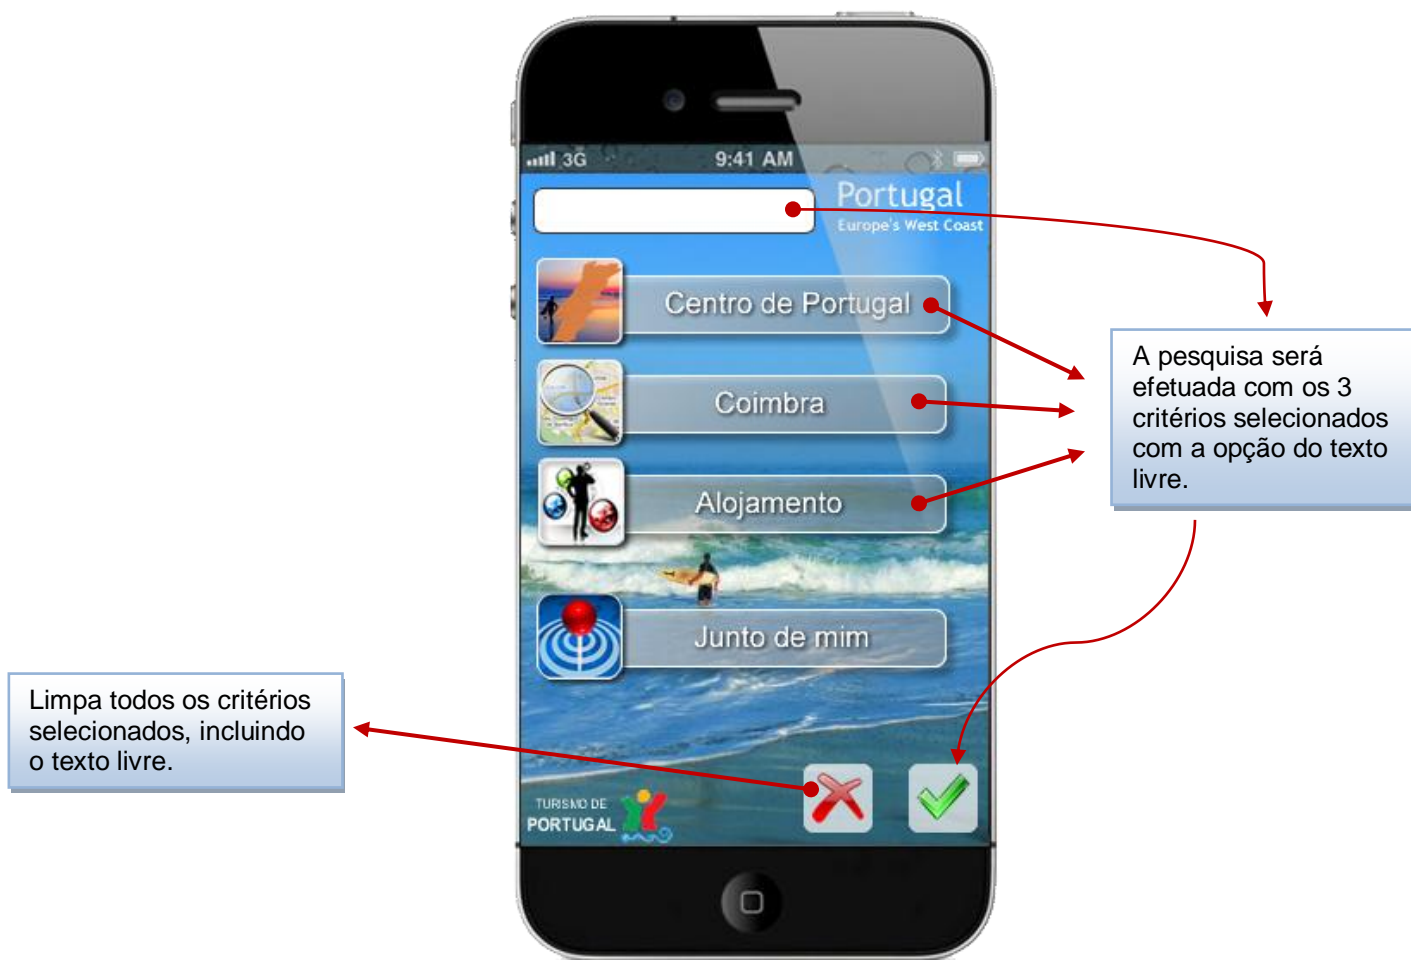 3G
9:41 AM
Portugal
Europe's West Coast
Centro de Portugal
Coimbra
Alojamento
Junto de mim
TURISMO DE
PORTUGAL
A pesquisa será
efetuada com os 3
critérios selecionados
com a opção do texto
livre.
Limpa todos os critérios
selecionados, incluindo
o texto livre.